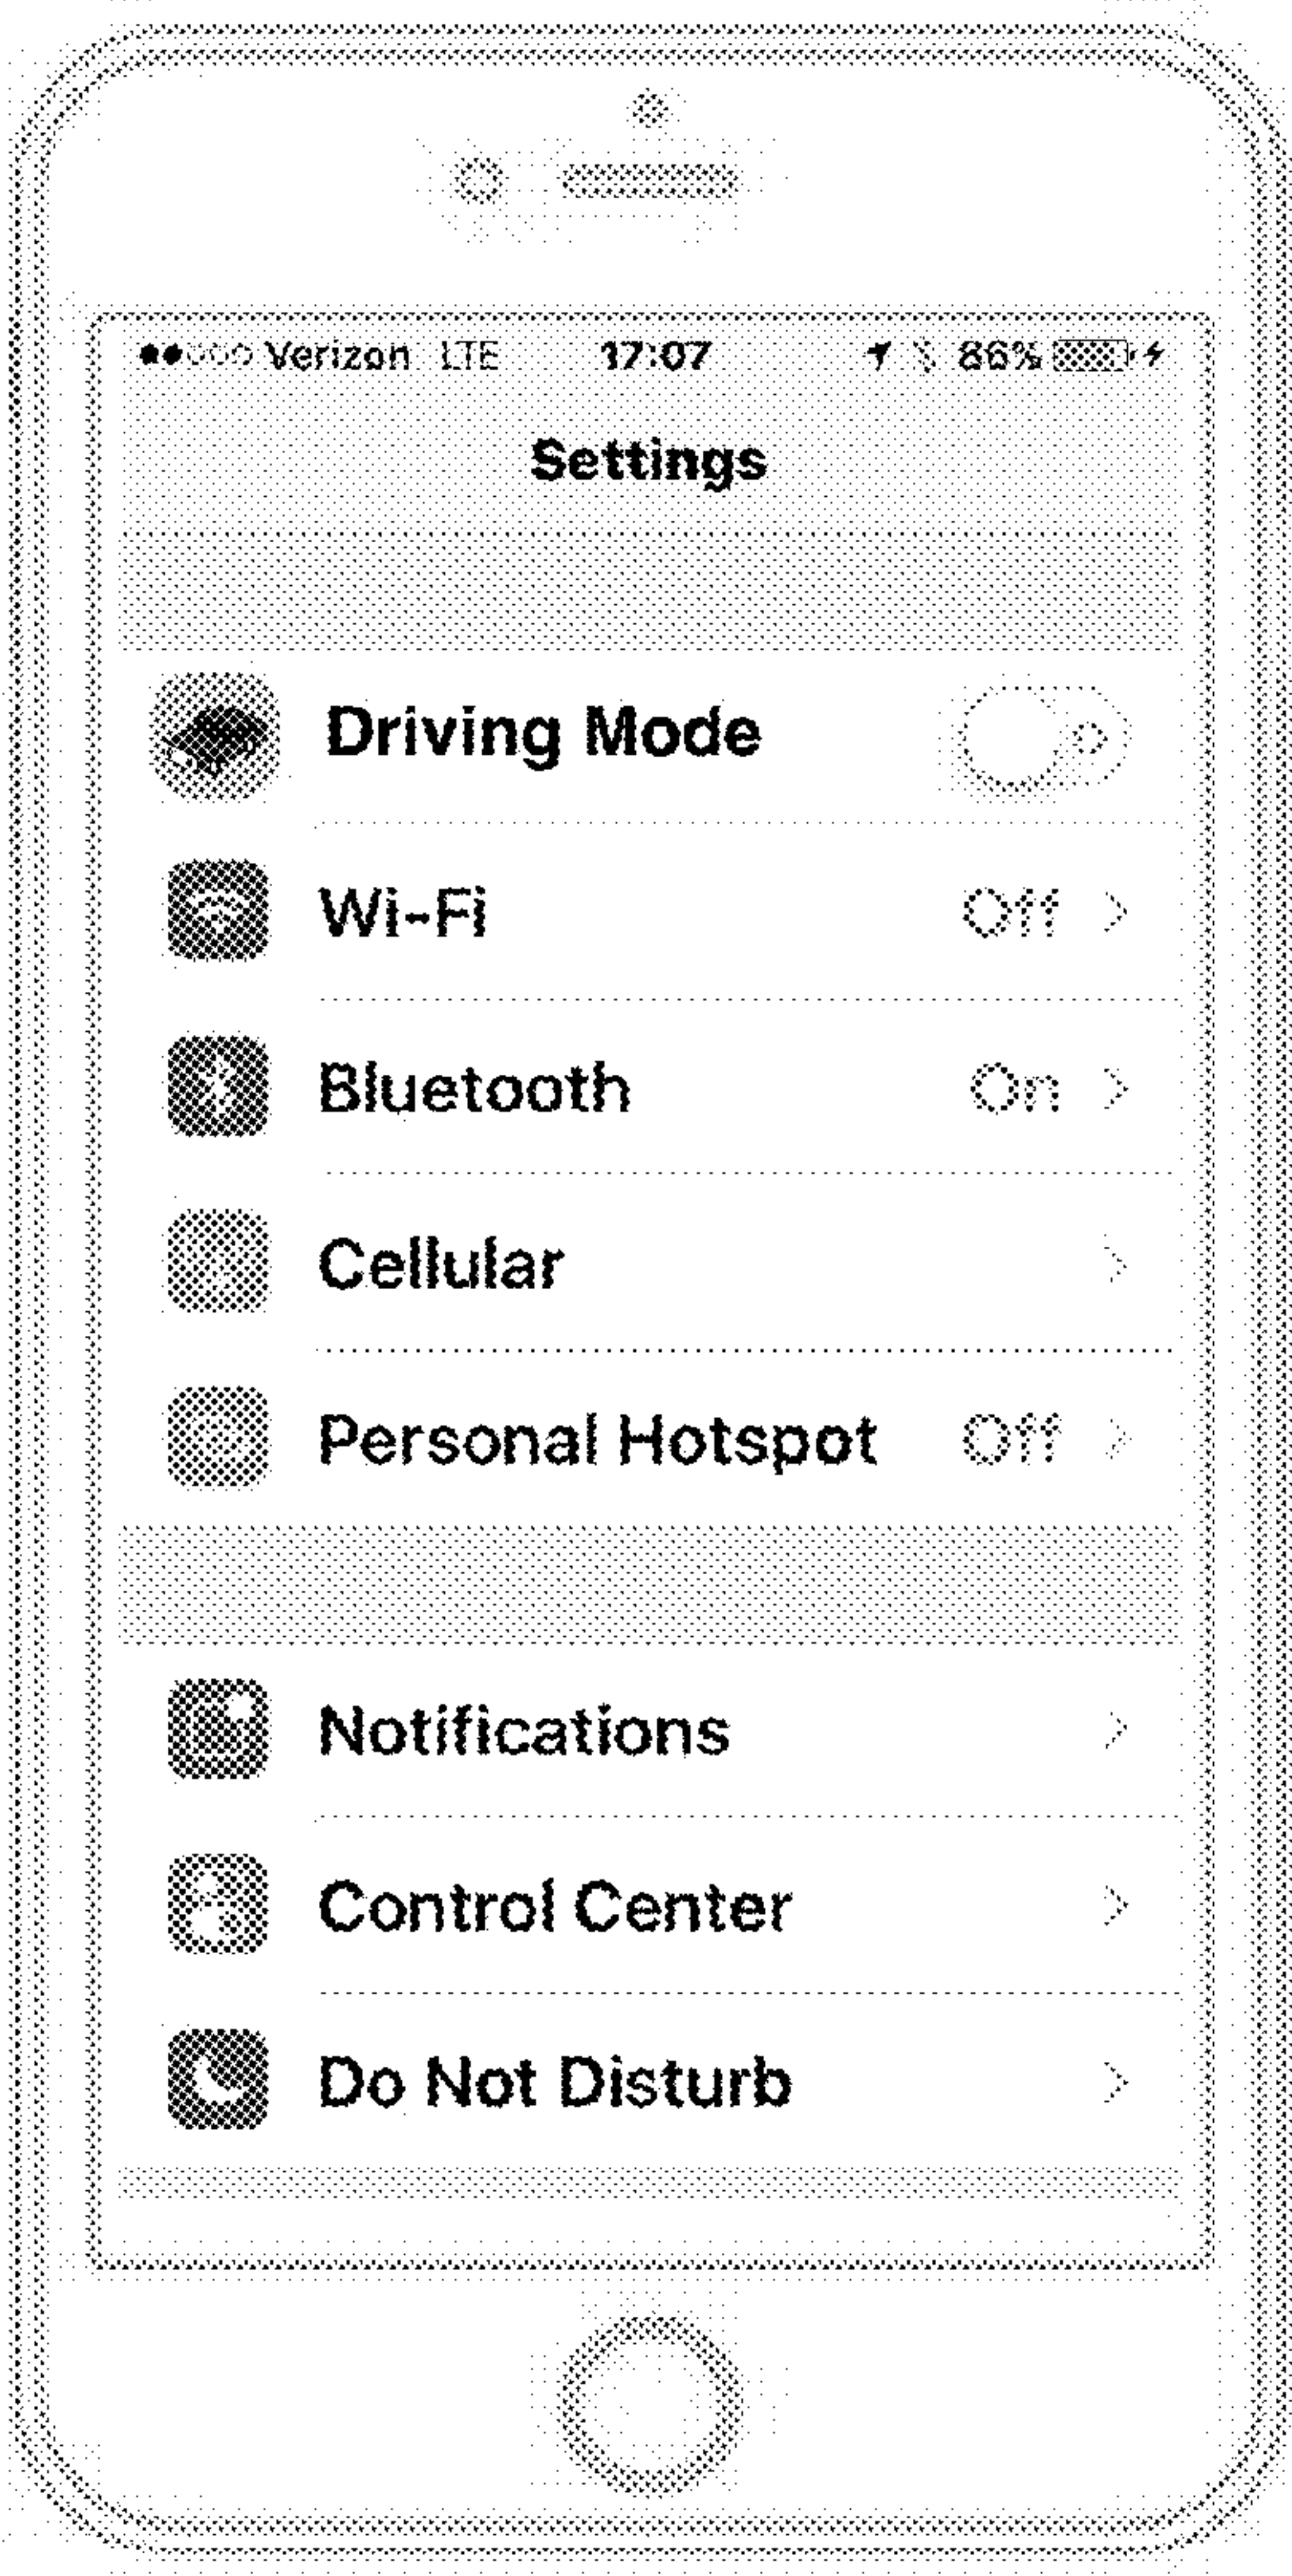 Verizon LTE 17:07 86%
Settings
Driving Mode
Wi-Fi Off
Bluetooth On
Cellular
Personal Hotspot Off
Notifications
Control Center
Do Not Disturb